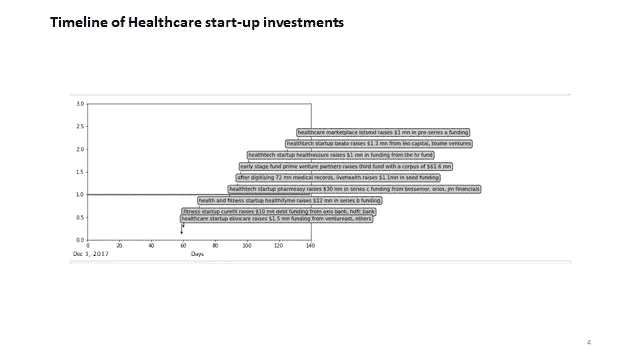 Timeline of Healthcare start-up investments
3.0
healthcare marketplace letsmd raises $1 mn in pre-series a funding
2.5
healthtech startup beato raises $1.3 mn from leo capital, blume ventures
2.0
healthtech startup healthassure raises $1 mn in funding from the hr fund
early stage fund prime venture partners raises third fund with a corpus of $61.6 mn
1.5
after digitising 72 mn medical records, livehealth raises $1.1mn in seed funding
healthtech startup pharmeasy raises $30 mn in series c funding from bessemer, orios, jm financials
1.0
health and fitness startup healthifyme raises $12 mn in series b funding
fitness startup curefit raises $10 mn debt funding from axis bank, hdfc bank
0.5
healthcare startup skincare raises $1.5 mn funding from ventureast, others
0.0
0 20 40 60 80 100 120 140
Dec 1, 2017 Days
4